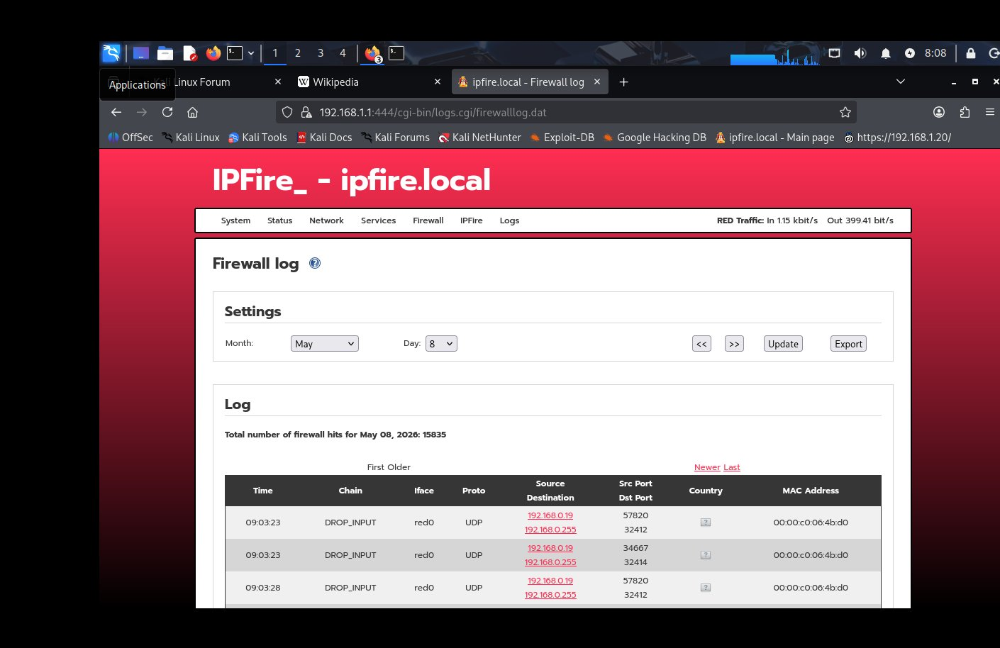 1 2 3 4 3 8:08
Applications Linux Forum Wikipedia ipfire.local - Firewall log
192.168.1.1:444/cgi-bin/logs.cgi/firewalllog.dat
OffSec Kali Linux Kali Tools Kali Docs Kali Forums Kali NetHunter Exploit-DB Google Hacking DB ipfire.local - Main page https://192.168.1.20/
IPFire_ - ipfire.local
System Status Network Services Firewall IPFire Logs RED Traffic: In 1.15 kbit/s Out 399.41 bit/s
Firewall log
Settings
Month: May Day: 8 << >> Update Export
Log
Total number of firewall hits for May 08, 2026: 15835
First Older Newer Last
Time Chain Iface Proto Source Src Port Country MAC Address
Destination Dst Port
09:03:23 DROP_INPUT red0 UDP 192.168.0.19 57820 00:00:c0:06:4b:d0
192.168.0.255 32412
09:03:23 DROP_INPUT red0 UDP 192.168.0.19 34667 00:00:c0:06:4b:d0
192.168.0.255 32414
09:03:28 DROP_INPUT red0 UDP 192.168.0.19 57820 00:00:c0:06:4b:d0
192.168.0.255 32412